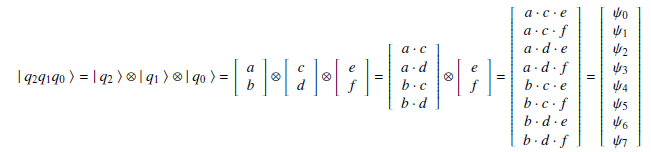 | q₂q₁q₀ ⟩ = | q₂ ⟩ ⊗ | q₁ ⟩ ⊗ | q₀ ⟩ = [ a b ] ⊗ [ c d ] ⊗ [ e f ] = [ a · c a · d b · c b · d ] ⊗ [ e f ] = [ a · c · e a · c · f a · d · e a · d · f b · c · e b · c · f b · d · e b · d · f ] = [ ψ₀ ψ₁ ψ₂ ψ₃ ψ₄ ψ₅ ψ₆ ψ₇ ]